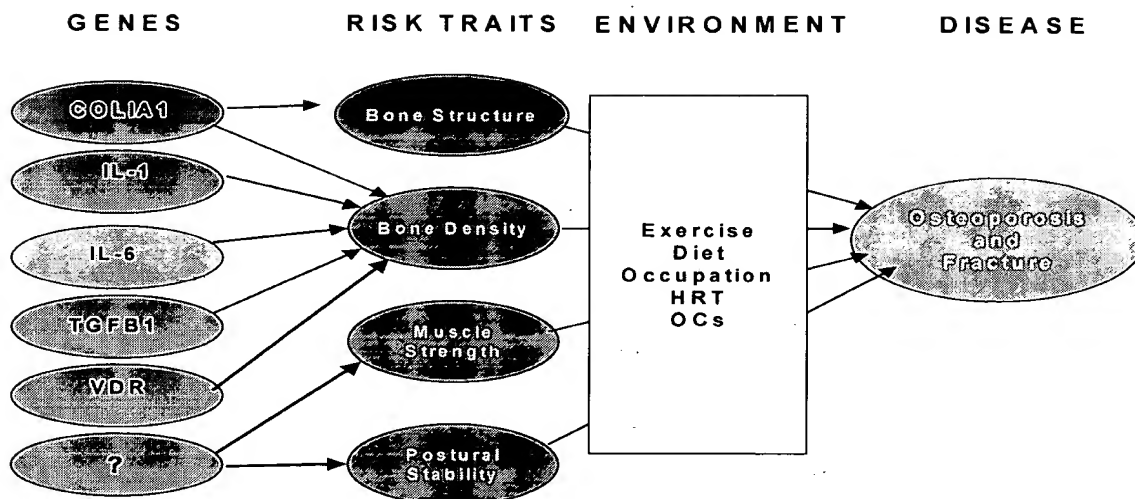 GENES RISK TRAITS ENVIRONMENT DISEASE
COLIA1
IL-1
IL-6
TGFB1
VDR
?
Bone Structure
Bone Density
Muscle
Strength
Postural
Stability
Exercise
Diet
Occupation
HRT
OCs
Osteoporosis
and
Fracture